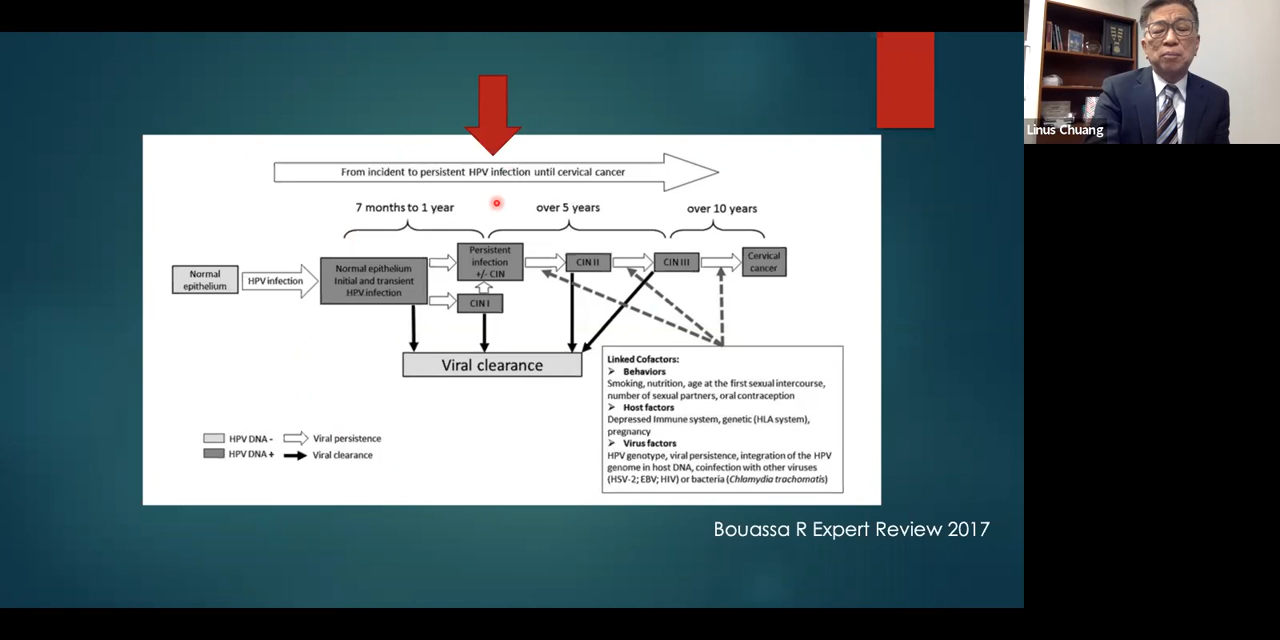 Linus Chuang
From incident to persistent HPV infection until cervical cancer
7 months to 1 year
over 5 years
over 10 years
Normal
epithelium
HPV infection
Normal epithelium
Initial and transient
HPV infection
Persistent
infection
+/- CIN
CIN I
CIN II
CIN III
Cervical
cancer
Viral clearance
Linked Cofactors:
➢ Behaviors
Smoking, nutrition, age at the first sexual intercourse,
number of sexual partners, oral contraception
➢ Host factors
Depressed Immune system, genetic (HLA system),
pregnancy
➢ Virus factors
HPV genotype, viral persistence, integration of the HPV
genome in host DNA, coinfection with other viruses
(HSV-2; EBV; HIV) or bacteria (Chlamydia trachomatis)
HPV DNA -
Viral persistence
HPV DNA +
Viral clearance
Bouassa R Expert Review 2017